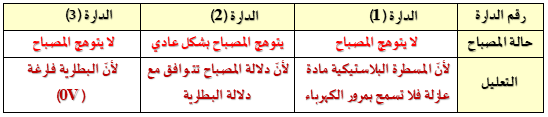 رقم الدارة الدارة (1) الدارة (2) الدارة (3)
حالة المصباح لا يتوهج المصباح يتوهج المصباح بشكل عادي لا يتوهج المصباح
التعليل لأنّ المسطرة البلاستيكية مادة عازلة فلا تسمح بمرور الكهرباء لأنّ دلالة المصباح تتوافق مع دلالة البطارية لأنّ البطارية فارغة (0V)